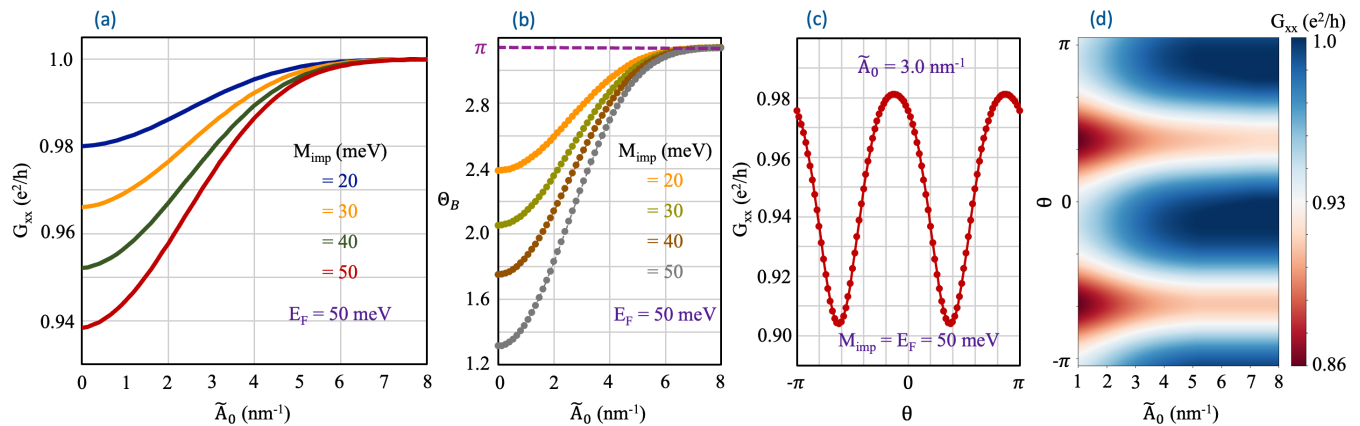 (a)
G_xx (e²/h)
1.0
0.98
0.96
0.94
M_imp (meV)
= 20
= 30
= 40
= 50
E_F = 50 meV
0 1 2 3 4 5 6 7 8
Ã_0 (nm⁻¹)
(b)
Θ_B
π
2.8
2.4
2.0
1.6
1.2
M_imp (meV)
= 20
= 30
= 40
= 50
E_F = 50 meV
0 2 4 6 8
Ã_0 (nm⁻¹)
(c)
G_xx (e²/h)
0.98
0.96
0.94
0.92
0.90
Ã_0 = 3.0 nm⁻¹
M_imp = E_F = 50 meV
-π 0 π
θ
(d)
G_xx (e²/h)
θ
π
0
-π
1 2 3 4 5 6 7 8
Ã_0 (nm⁻¹)
1.0
0.93
0.86